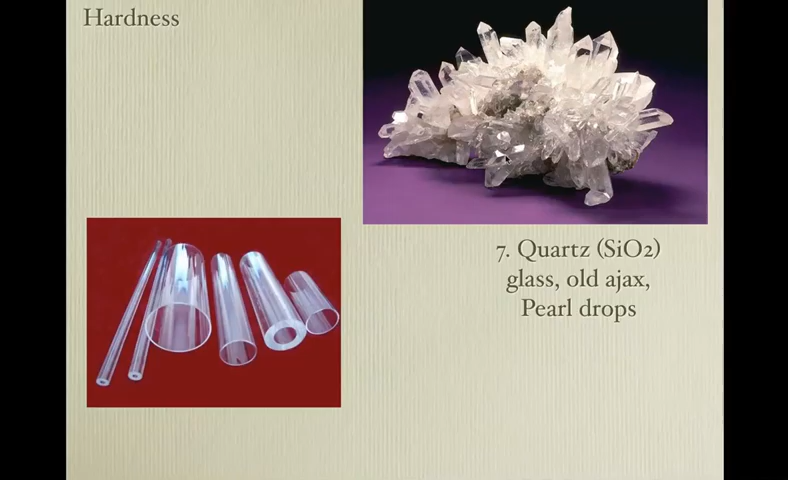 Hardness
7. Quartz (SiO2)
glass, old ajax,
Pearl drops